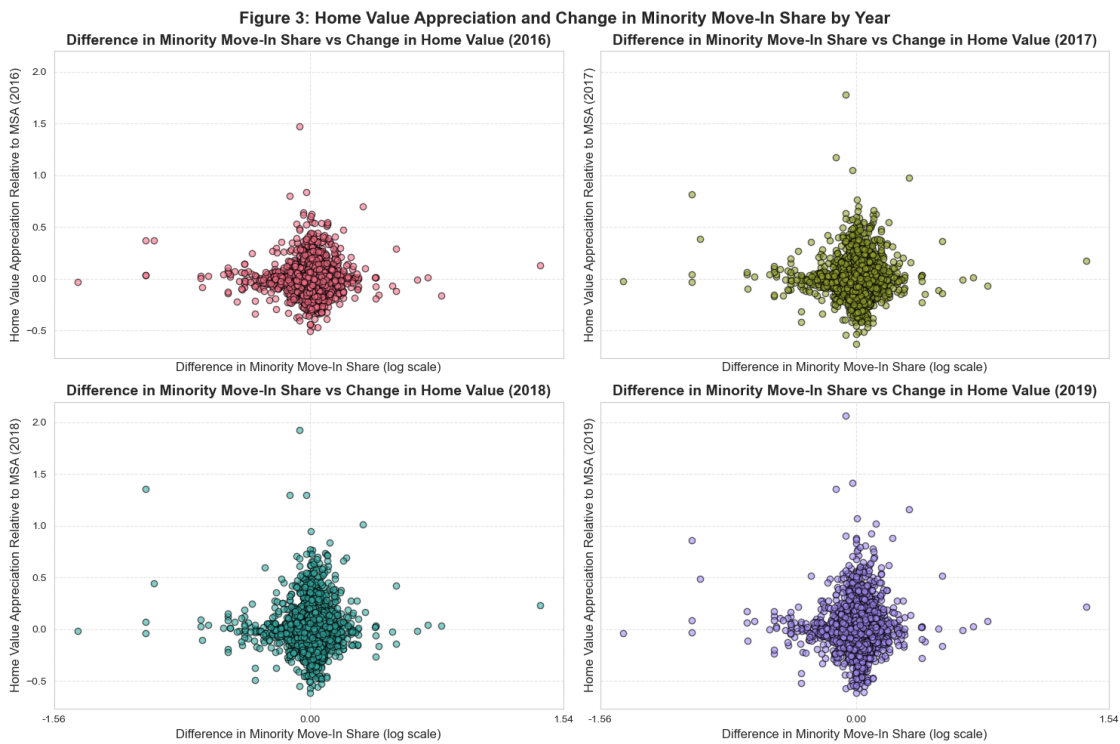 Figure 3: Home Value Appreciation and Change in Minority Move-In Share by Year
Difference in Minority Move-In Share vs Change in Home Value (2016)
Difference in Minority Move-In Share vs Change in Home Value (2017)
Home Value Appreciation Relative to MSA (2016)
2.0
1.5
1.0
0.5
0.0
−0.5
Home Value Appreciation Relative to MSA (2017)
Difference in Minority Move-In Share (log scale)
Difference in Minority Move-In Share (log scale)
Difference in Minority Move-In Share vs Change in Home Value (2018)
Difference in Minority Move-In Share vs Change in Home Value (2019)
Home Value Appreciation Relative to MSA (2018)
2.0
1.5
1.0
0.5
0.0
−0.5
Home Value Appreciation Relative to MSA (2019)
-1.56 0.00 1.54
-1.56 0.00 1.54
Difference in Minority Move-In Share (log scale)
Difference in Minority Move-In Share (log scale)